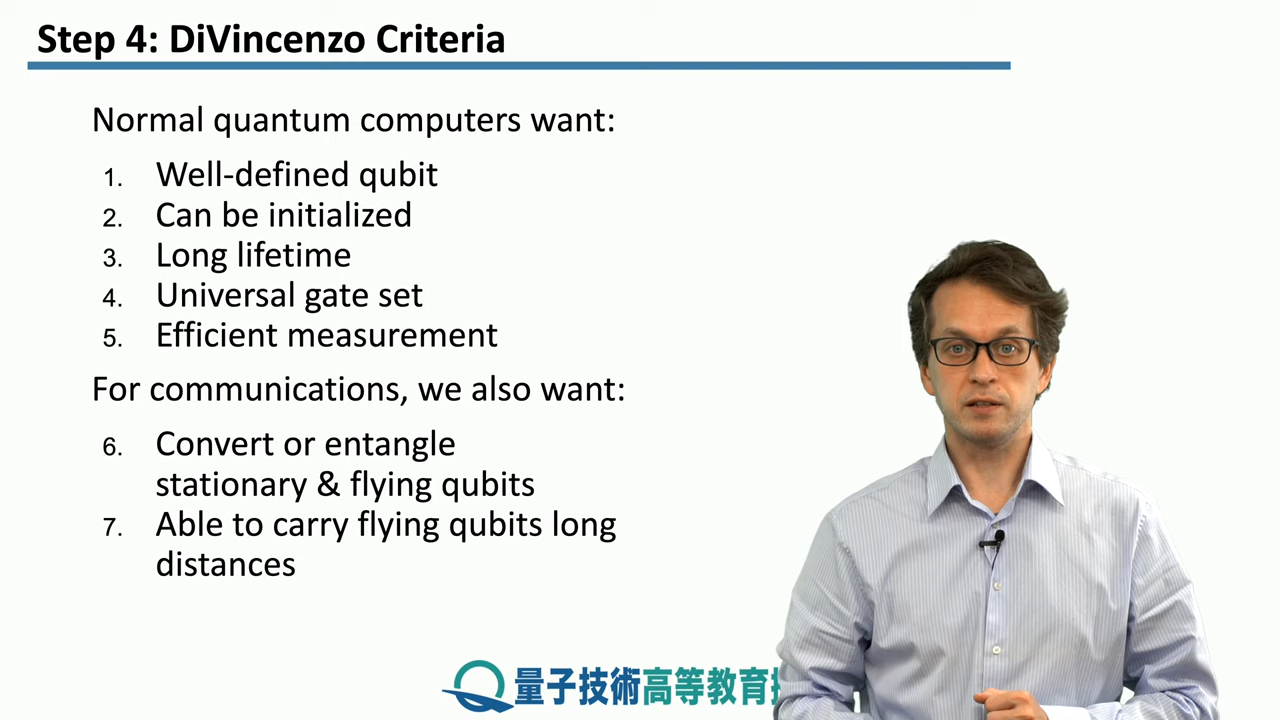 Step 4: DiVincenzo Criteria
Normal quantum computers want:
1. Well-defined qubit
2. Can be initialized
3. Long lifetime
4. Universal gate set
5. Efficient measurement
For communications, we also want:
6. Convert or entangle
stationary & flying qubits
7. Able to carry flying qubits long
distances
量子技術高等教育